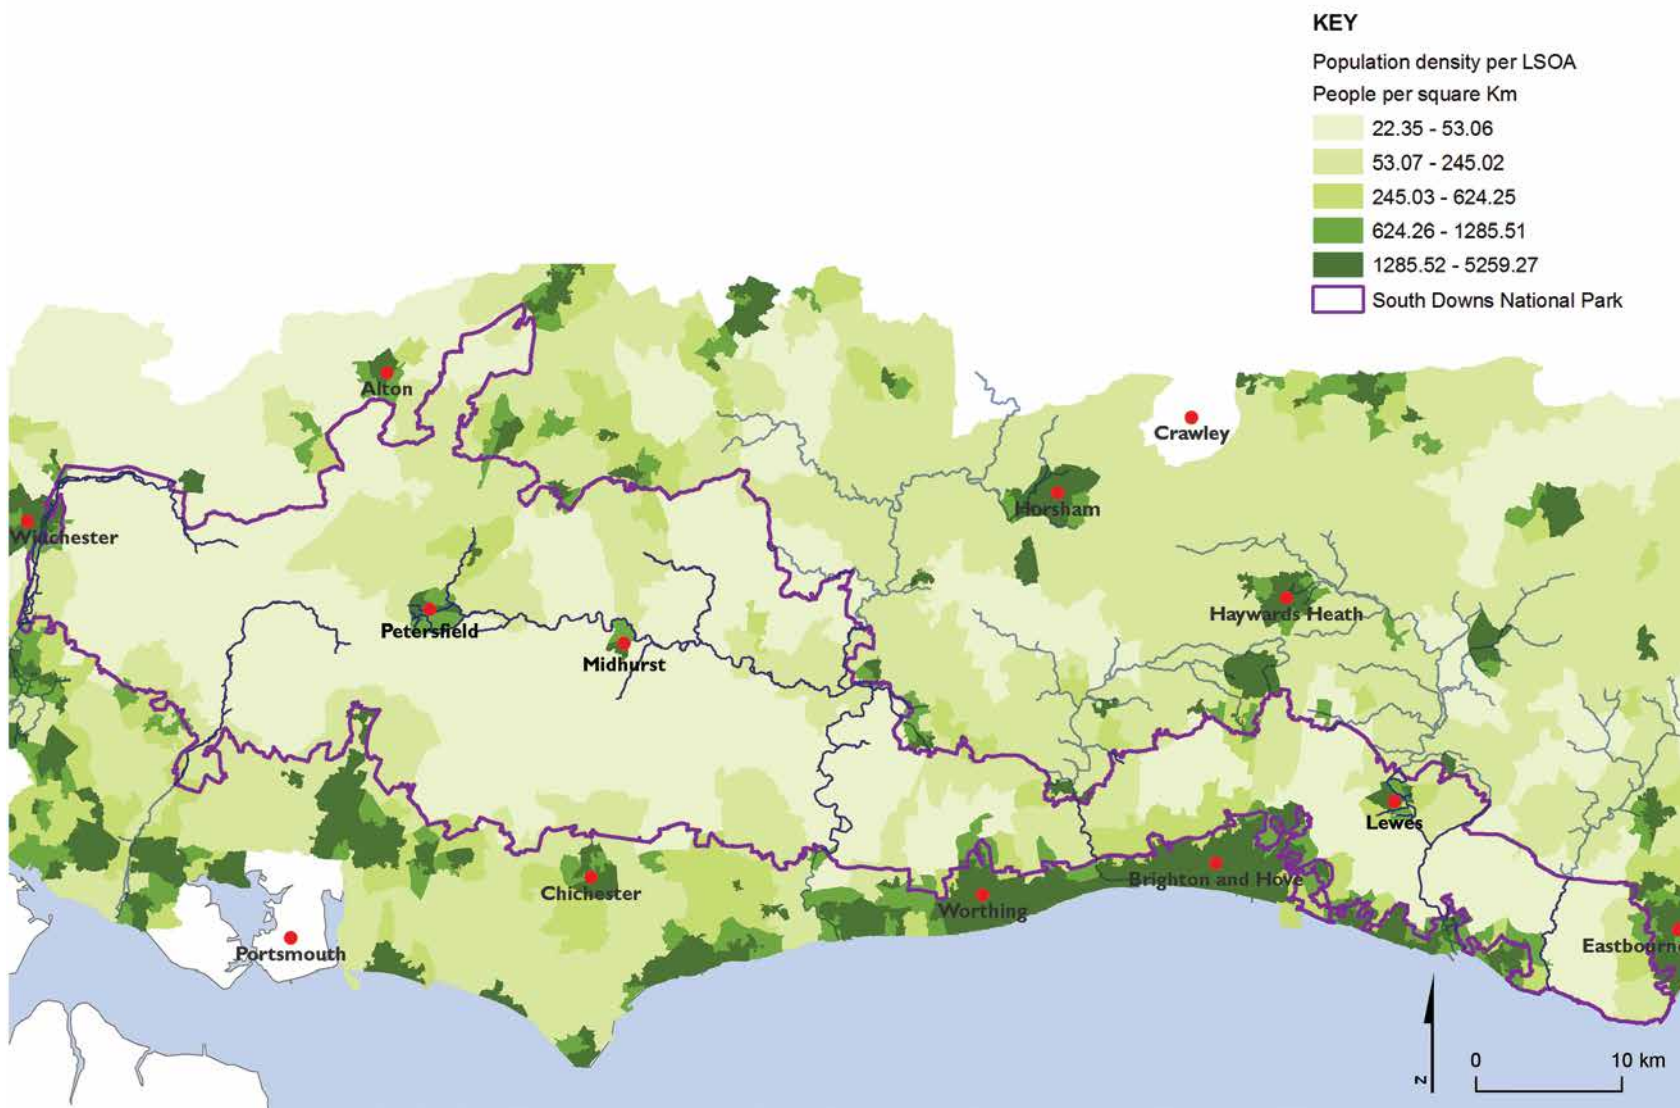 KEY
Population density per LSOA
People per square Km
22.35 - 53.06
53.07 - 245.02
245.03 - 624.25
624.26 - 1285.51
1285.52 - 5259.27
South Downs National Park
Alton
Crawley
Horsham
Winchester
Petersfield
Midhurst
Haywards Heath
Lewes
Chichester
Worthing
Brighton and Hove
Portsmouth
Eastbourne
N
0 10 km